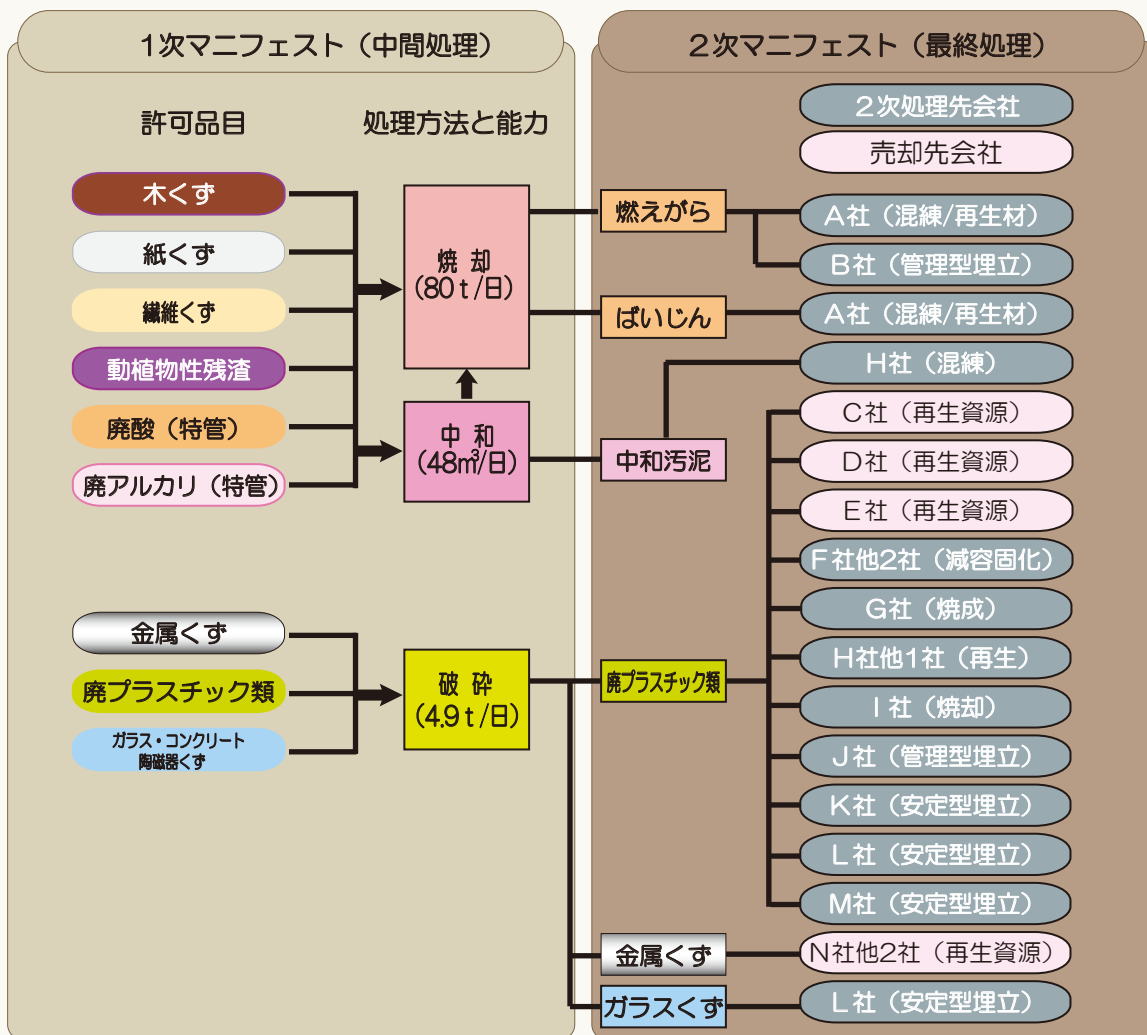 1次マニフェスト（中間処理）
許可品目
処理方法と能力
木くず
紙くず
繊維くず
動植物性残渣
廃酸（特管）
廃アルカリ（特管）
焼 却
(80ｔ/日)
中 和
(48㎥/日)
金属くず
廃プラスチック類
ガラス・コンクリート
陶磁器くず
破 砕
(4.9ｔ/日)
2次マニフェスト（最終処理）
2次処理先会社
売却先会社
燃えがら
A社（混練/再生材）
B社（管理型埋立）
ばいじん
A社（混練/再生材）
H社（混練）
中和汚泥
C社（再生資源）
D社（再生資源）
E社（再生資源）
F社他2社（減容固化）
G社（焼成）
H社他1社（再生）
廃プラスチック類
I社（焼却）
J社（管理型埋立）
K社（安定型埋立）
L社（安定型埋立）
M社（安定型埋立）
金属くず
N社他2社（再生資源）
ガラスくず
L社（安定型埋立）